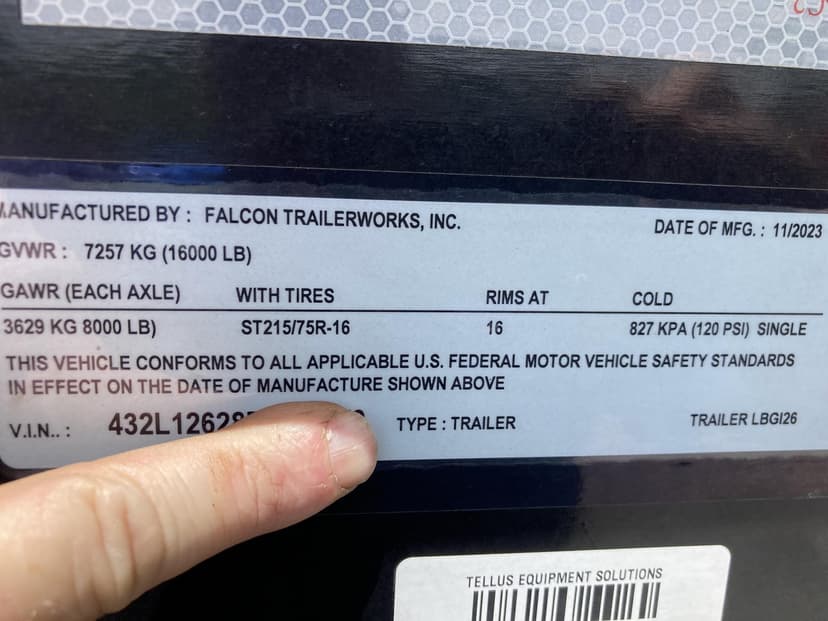 MANUFACTURED BY : FALCON TRAILERWORKS, INC. DATE OF MFG. : 11/2023
GVWR : 7257 KG (16000 LB)
GAWR (EACH AXLE) WITH TIRES RIMS AT COLD
3629 KG 8000 LB) ST215/75R-16 16 827 KPA (120 PSI) SINGLE
THIS VEHICLE CONFORMS TO ALL APPLICABLE U.S. FEDERAL MOTOR VEHICLE SAFETY STANDARDS
IN EFFECT ON THE DATE OF MANUFACTURE SHOWN ABOVE
V.I.N.. : TYPE : TRAILER TRAILER LBGI26
TELLUS EQUIPMENT SOLUTIONS